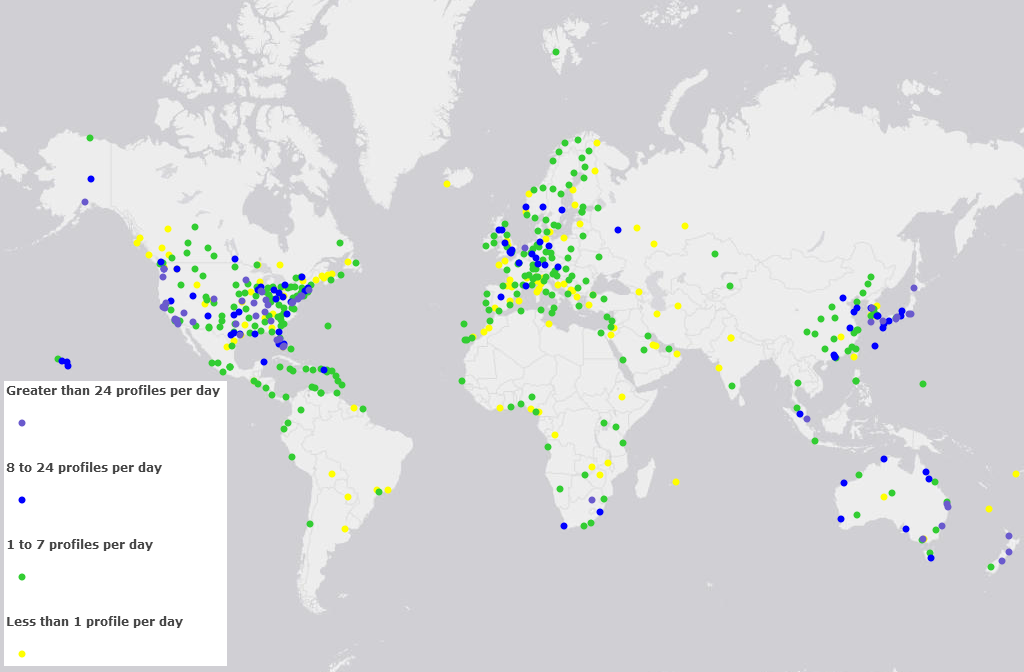 Greater than 24 profiles per day
8 to 24 profiles per day
1 to 7 profiles per day
Less than 1 profile per day